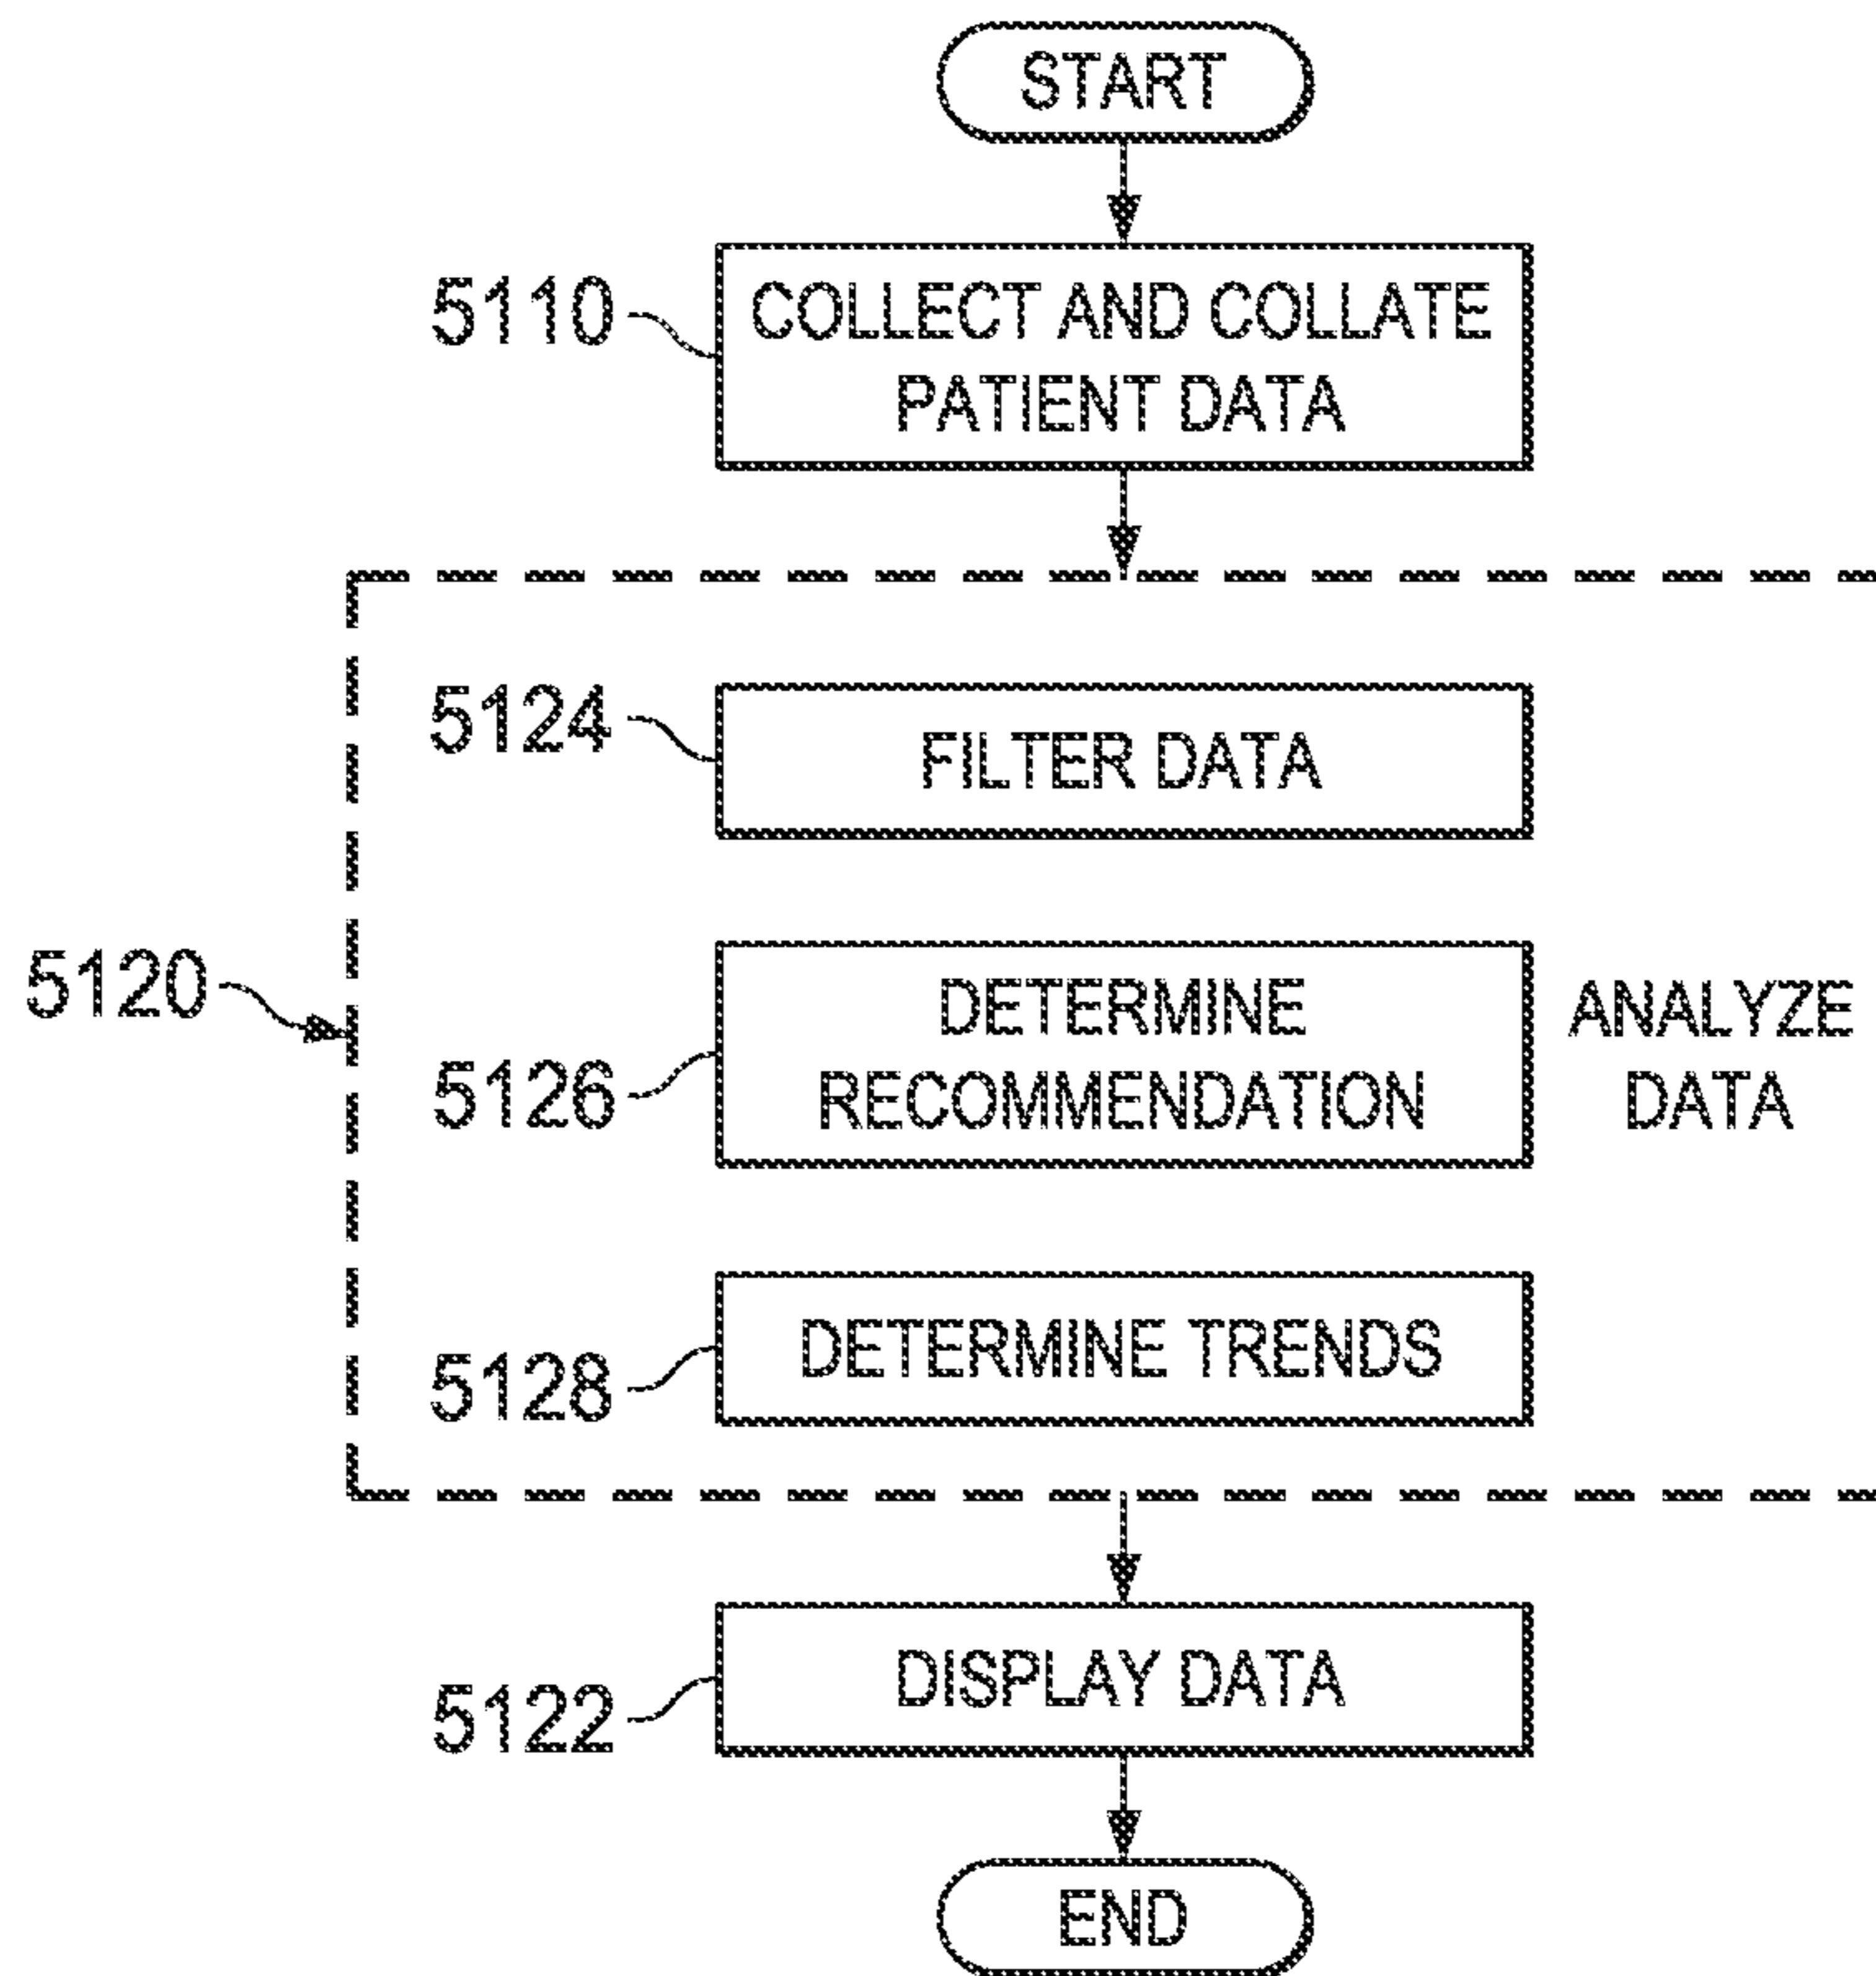 START
5110
COLLECT AND COLLATE
PATIENT DATA
5124
FILTER DATA
5120
5126
DETERMINE
RECOMMENDATION
ANALYZE
DATA
5128
DETERMINE TRENDS
5122
DISPLAY DATA
END